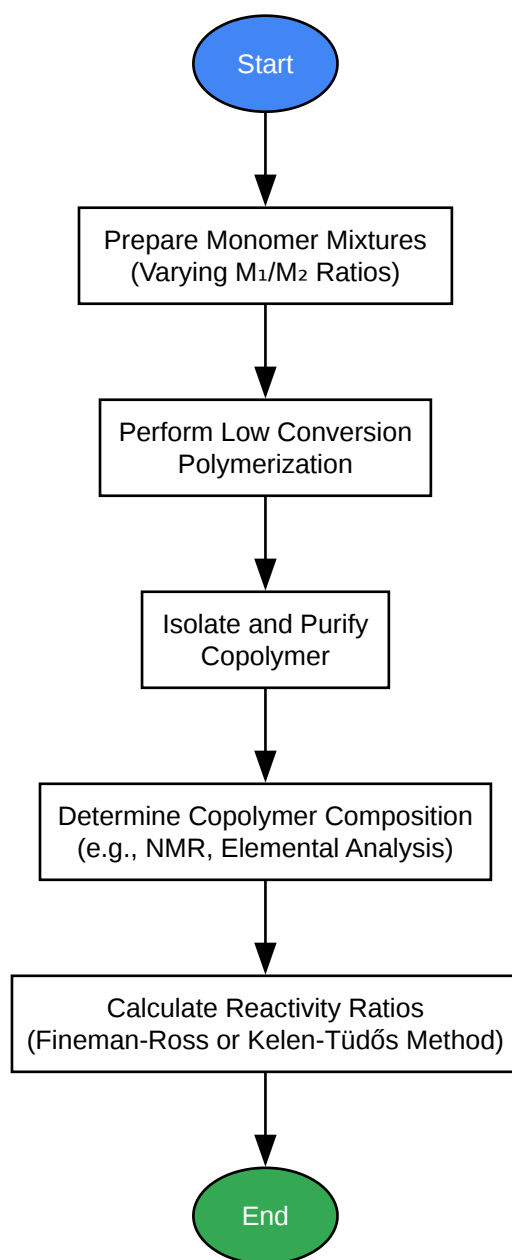 Start
Prepare Monomer Mixtures
(Varying M₁/M₂ Ratios)
Perform Low Conversion
Polymerization
Isolate and Purify
Copolymer
Determine Copolymer Composition
(e.g., NMR, Elemental Analysis)
Calculate Reactivity Ratios
(Fineman-Ross or Kelen-Tüdős Method)
End